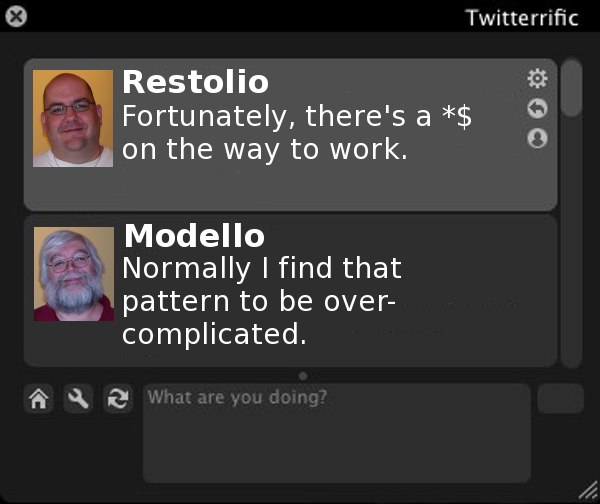 Twitterrific
Restolio
Fortunately, there's a *$
on the way to work.
Modello
Normally I find that
pattern to be over-
complicated.
What are you doing?